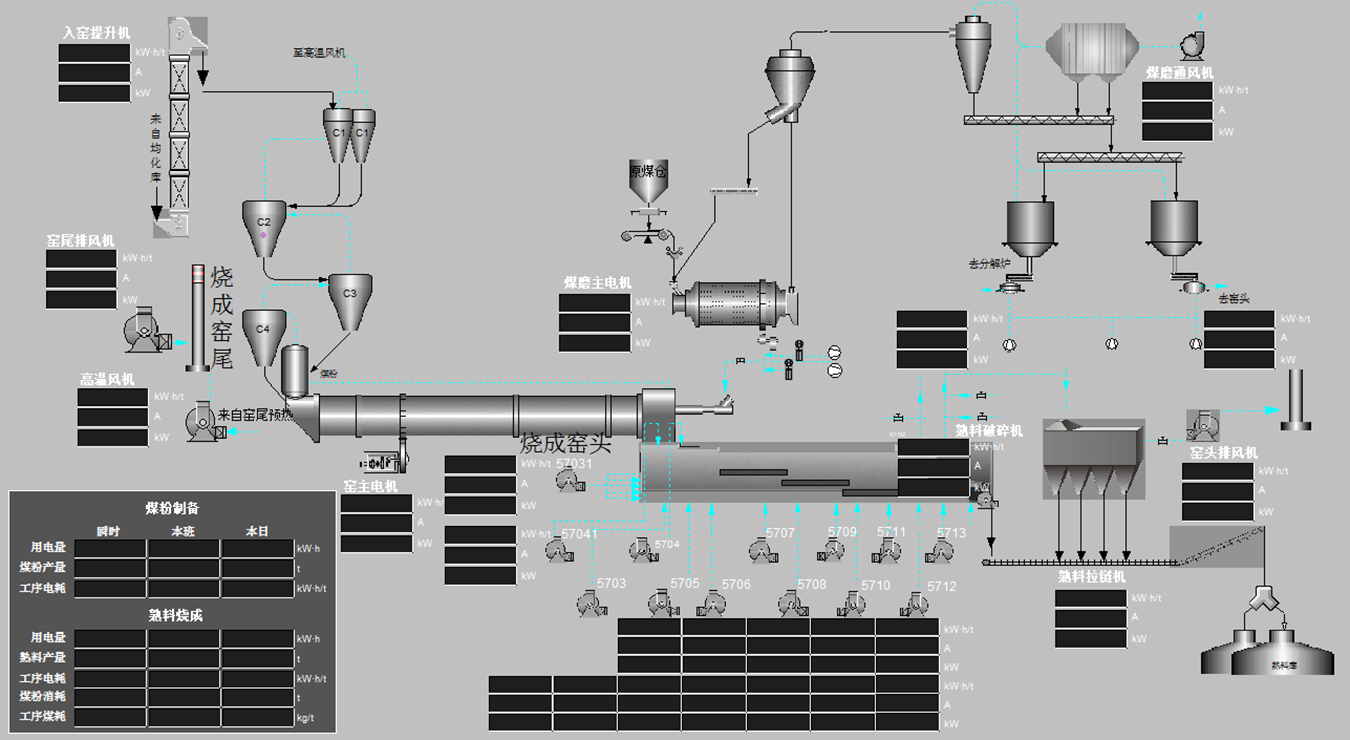 入窑提升机
kW·h/t
A
kW
来自均化库
至高温风机
C1
C1
C2
C3
C4
窑尾排风机
kW·h/t
A
kW
烧成窑尾
高温风机
kW·h/t
A
kW
来自窑尾预热
煤粉
原煤仓
煤磨主电机
kW·h/t
A
kW
煤磨通风机
kW·h/t
A
kW
去分解炉
去窑头
kW·h/t
A
kW
kW·h/t
A
kW
烧成窑头
熟料破碎机
kW·h/t
A
kW
窑头排风机
kW·h/t
A
kW
窑主电机
kW·h/t
A
kW
kW·h/t
A
kW
kW·h/t
A
kW
57031
57041
5704
5707
5709
5711
5713
5703
5705
5706
5708
5710
5712
kW·h/t
A
kW
kW·h/t
A
kW
熟料拉链机
kW·h/t
A
kW
熟料库
煤粉制备
瞬时 本班 本日
用电量 kW·h
煤粉产量 t
工序电耗 kW·h/t
熟料烧成
用电量 kW·h
熟料产量 t
工序电耗 kW·h/t
煤粉消耗 t
工序煤耗 kg/t